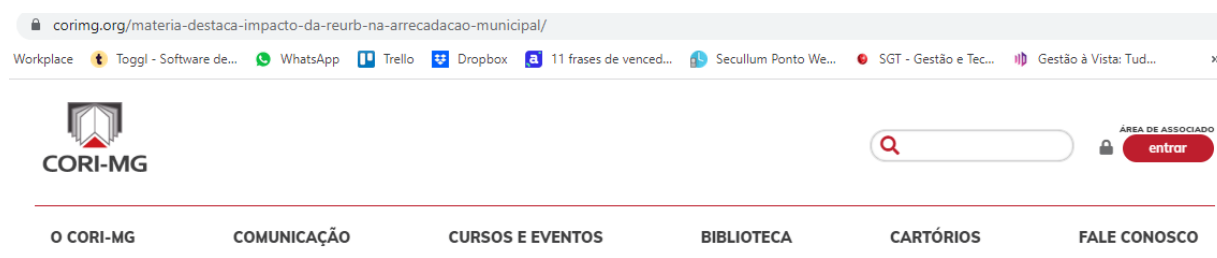 corimg.org/materia-destaca-impacto-da-reurb-na-arrecadacao-municipal/
Workplace Toggl - Software de... WhatsApp Trello Dropbox a 11 frases de venced... Secullum Ponto We... SGT - Gestão e Tec... Gestão à Vista: Tud... »
ÁREA DE ASSOCIADO
entrar
CORI-MG
O CORI-MG COMUNICAÇÃO CURSOS E EVENTOS BIBLIOTECA CARTÓRIOS FALE CONOSCO